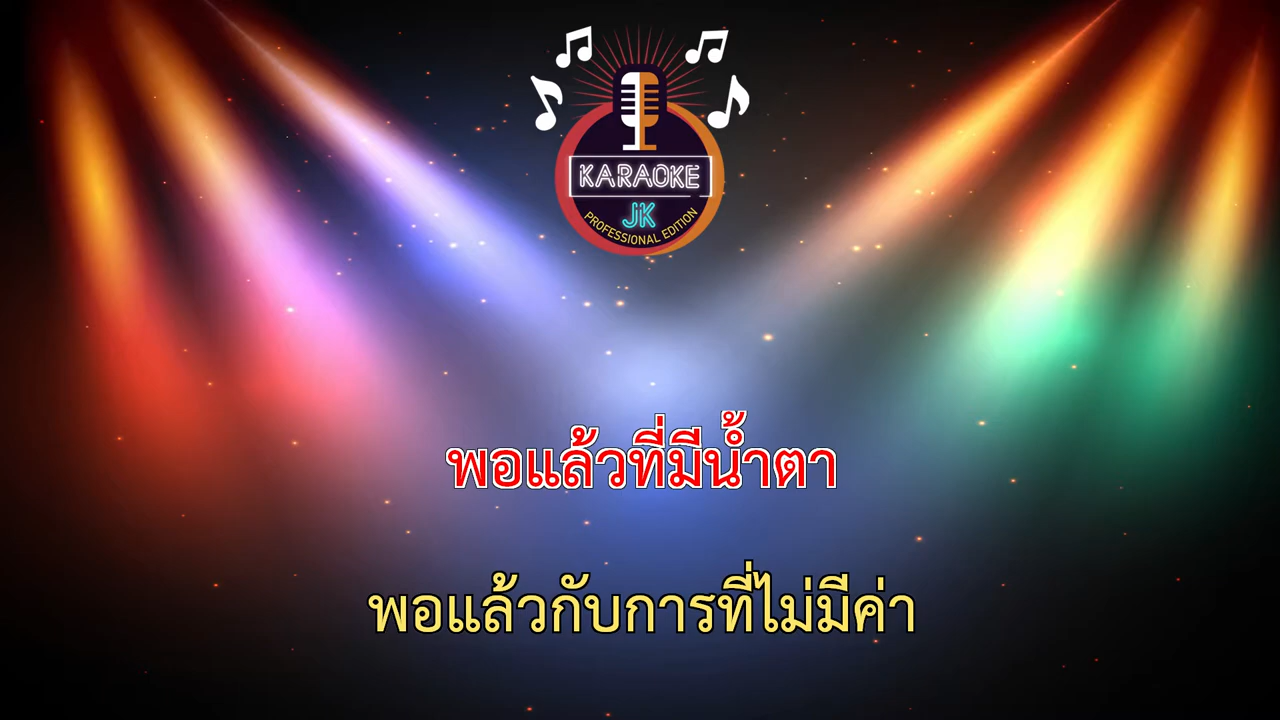 KARAOKE
JK
PROFESSIONAL EDITION
พอแล้วที่มีน้ำตา
พอแล้วกับการที่ไม่มีค่า